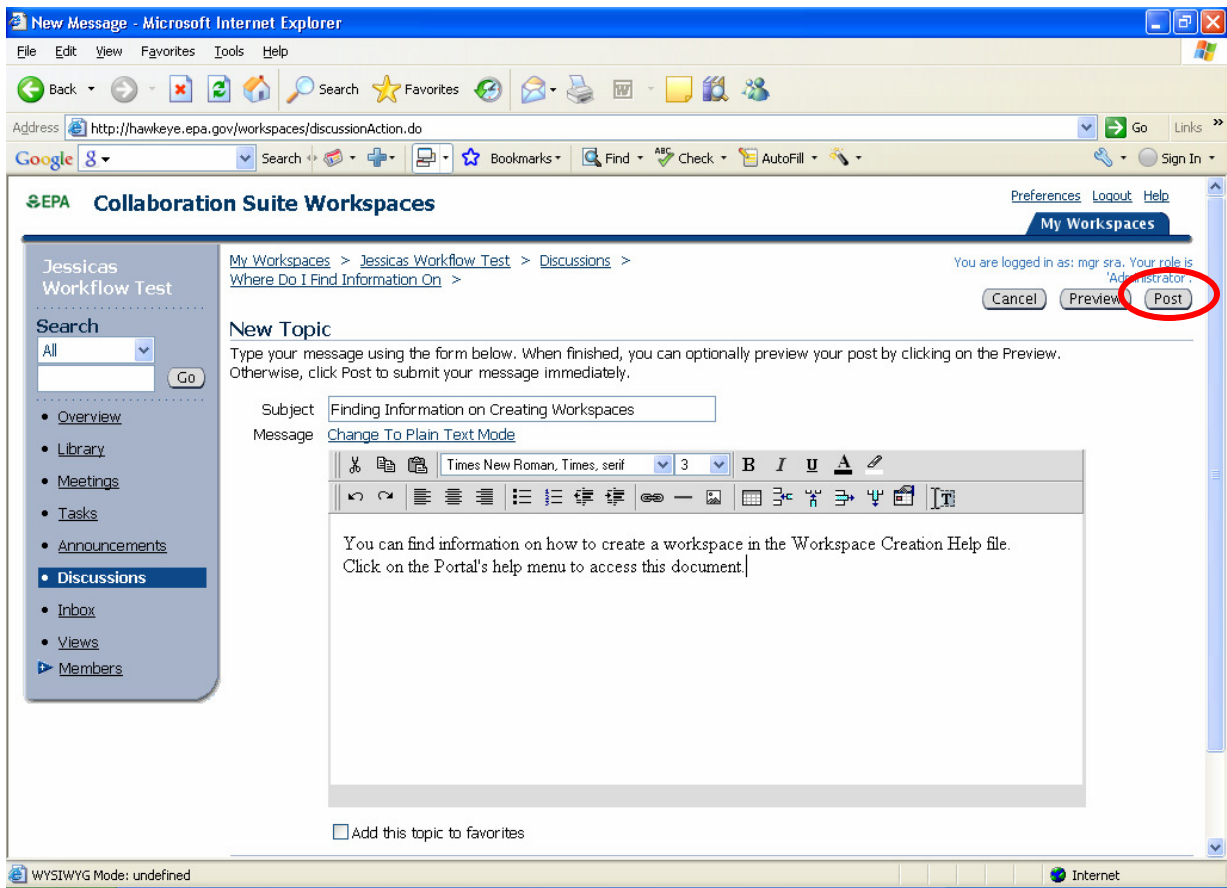 New Message - Microsoft Internet Explorer
File Edit View Favorites Tools Help
Back Search Favorites
Address http://hawkeye.epa.gov/workspaces/discussionAction.do Go Links »
Google Search Bookmarks Find ABC Check AutoFill Sign In
EPA Collaboration Suite Workspaces
Preferences Logout Help
My Workspaces
Jessicas
Workflow Test
Search
All
Go
• Overview
• Library
• Meetings
• Tasks
• Announcements
• Discussions
• Inbox
• Views
Members
My Workspaces > Jessicas Workflow Test > Discussions >
Where Do I Find Information On >
You are logged in as: mgr sra. Your role is
'Administrator'.
Cancel Preview Post
New Topic
Type your message using the form below. When finished, you can optionally preview your post by clicking on the Preview.
Otherwise, click Post to submit your message immediately.
Subject Finding Information on Creating Workspaces
Message Change To Plain Text Mode
Times New Roman, Times, serif 3 B I U A
You can find information on how to create a workspace in the Workspace Creation Help file.
Click on the Portal's help menu to access this document.
Add this topic to favorites
WYSIWYG Mode: undefined Internet